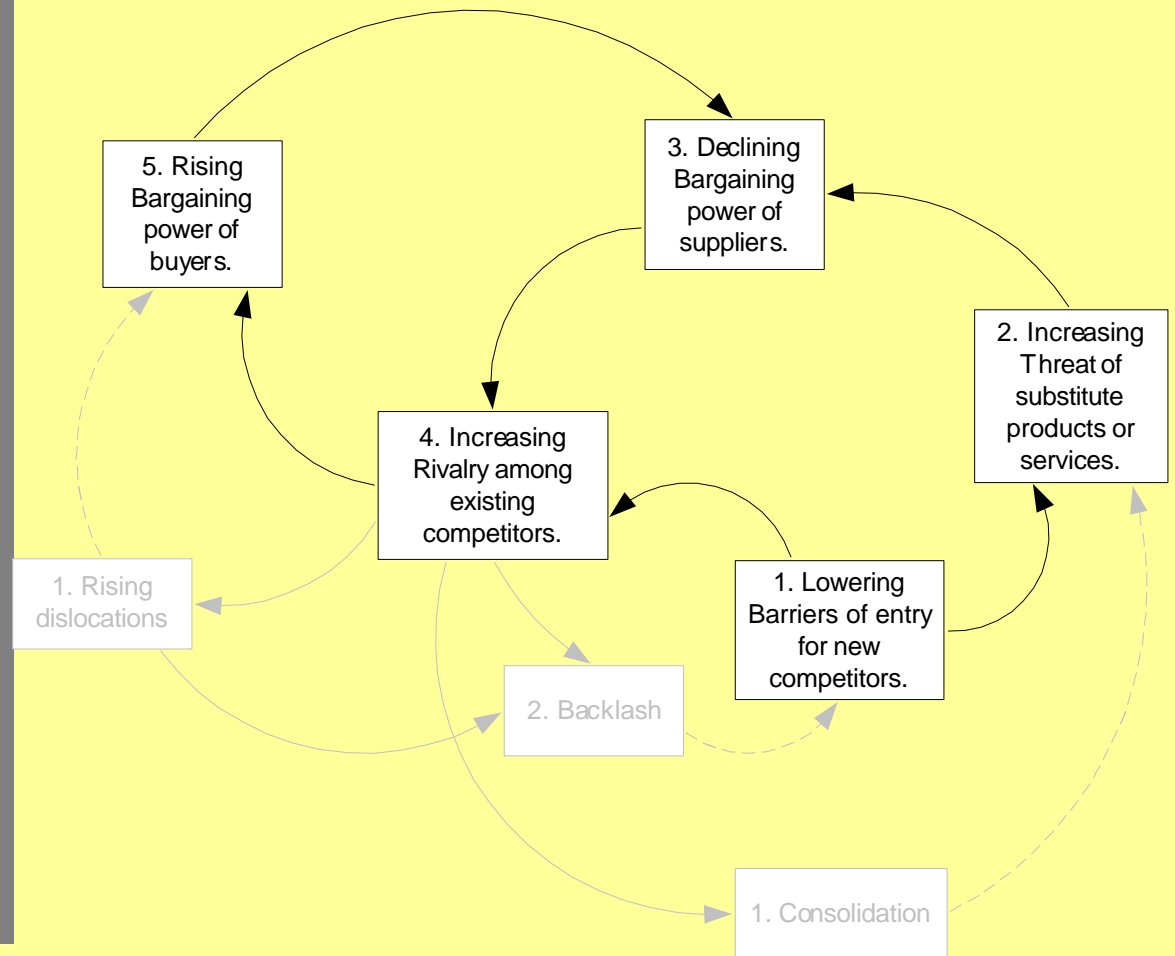 5. Rising
Bargaining
power of
buyers.
3. Declining
Bargaining
power of
suppliers.
2. Increasing
Threat of
substitute
products or
services.
4. Increasing
Rivalry among
existing
competitors.
1. Lowering
Barriers of entry
for new
competitors.
1. Rising
dislocations
2. Backlash
1. Consolidation